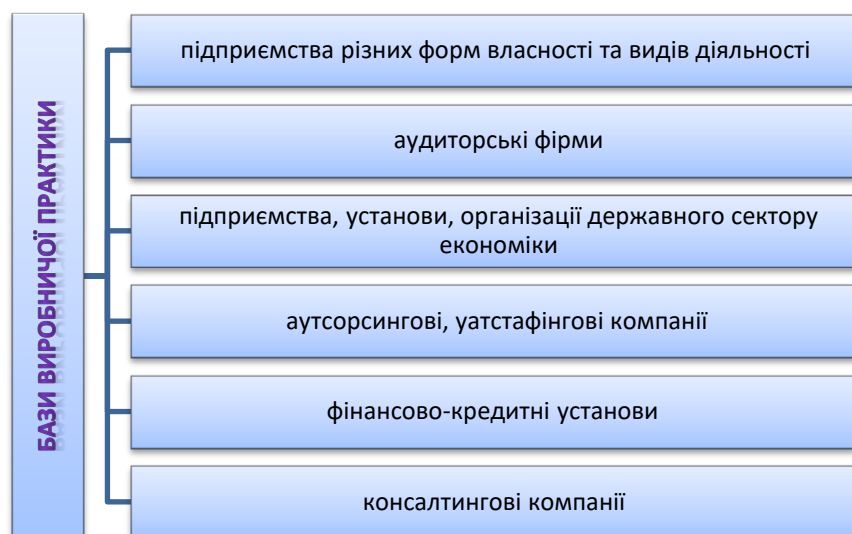 БАЗИ ВИРОБНИЧОЇ ПРАКТИКИ
підприємства різних форм власності та видів діяльності
аудиторські фірми
підприємства, установи, організації державного сектору
економіки
аутсорсингові, уатстафінгові компанії
фінансово-кредитні установи
консалтингові компанії